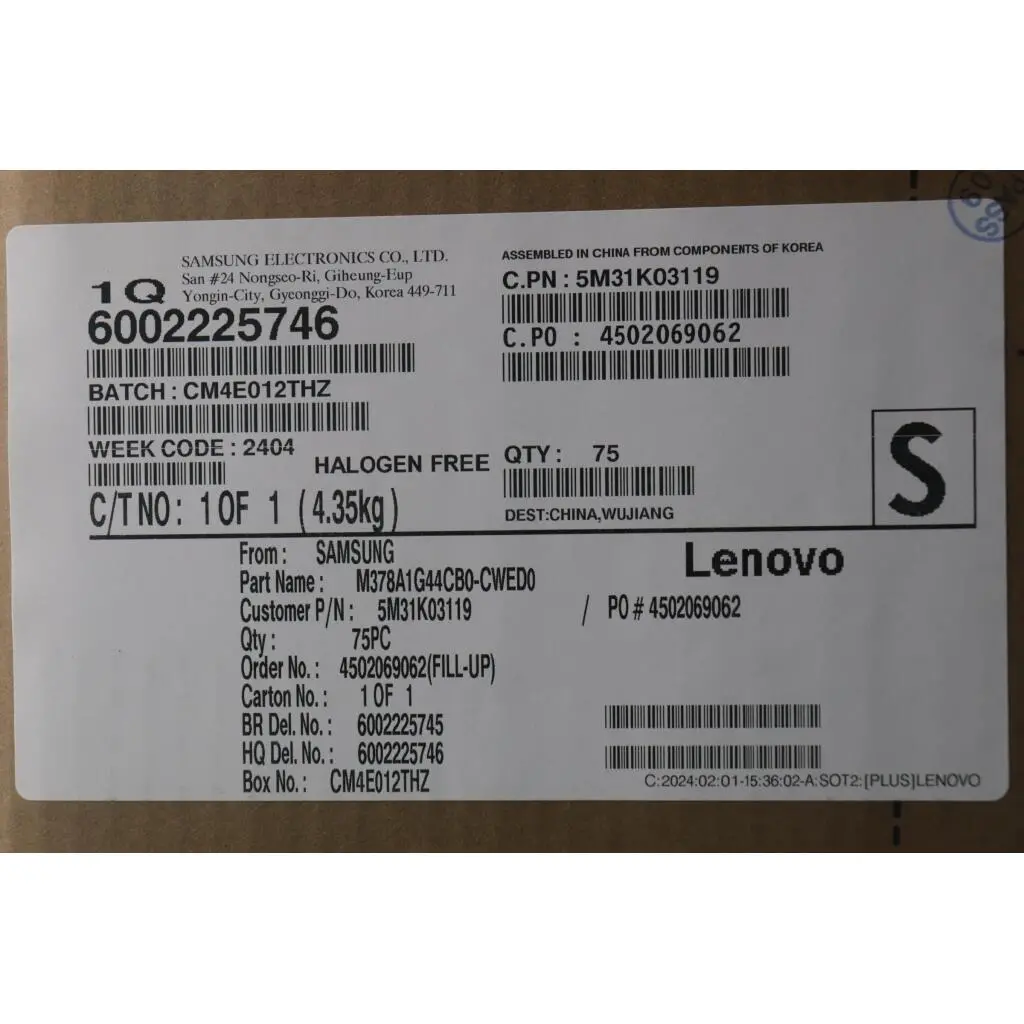 SAMSUNG ELECTRONICS CO., LTD.
San #24 Nongseo-Ri, Giheung-Eup
Yongin-City, Gyeonggi-Do, Korea 449-711
1Q
6002225746
BATCH : CM4E012THZ
WEEK CODE : 2404
HALOGEN FREE
C/T NO : 1 OF 1 (4.35kg)
ASSEMBLED IN CHINA FROM COMPONENTS OF KOREA
C.PN : 5M31K03119
C.PO : 4502069062
QTY : 75
DEST:CHINA,WUJIANG
S
From : SAMSUNG
Lenovo
Part Name : M378A1G44CB0-CWED0
Customer P/N : 5M31K03119 / PO # 4502069062
Qty : 75PC
Order No. : 4502069062(FILL-UP)
Carton No. : 1 OF 1
BR Del. No. : 6002225745
HQ Del. No. : 6002225746
Box No. : CM4E012THZ
C:2024:02:01-15:36:02-A:SOT2:[PLUS]LENOVO